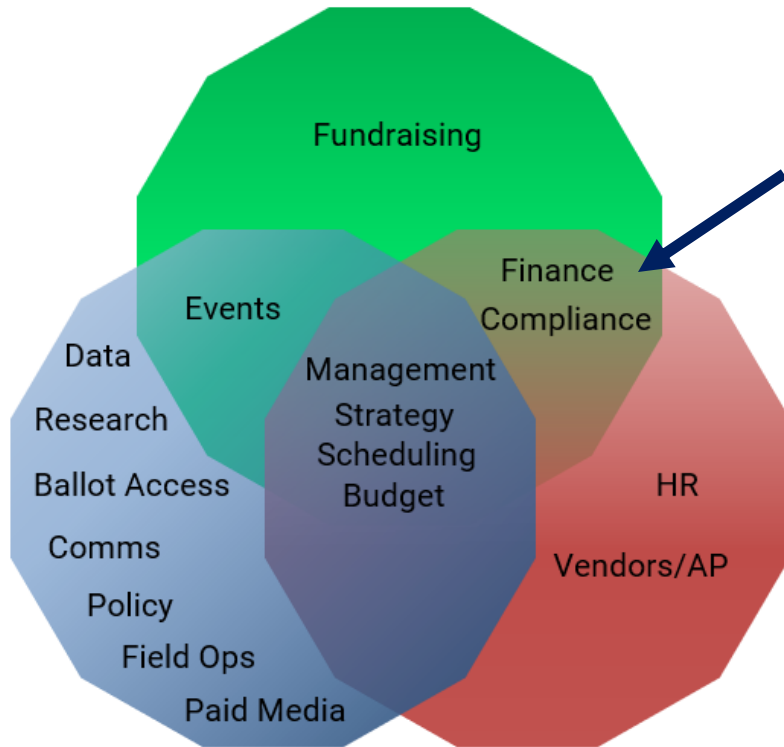 Fundraising
Finance
Compliance
Events
Data
Management
Research
Strategy
Scheduling
Ballot Access
HR
Budget
Comms
Vendors/AP
Policy
Field Ops
Paid Media